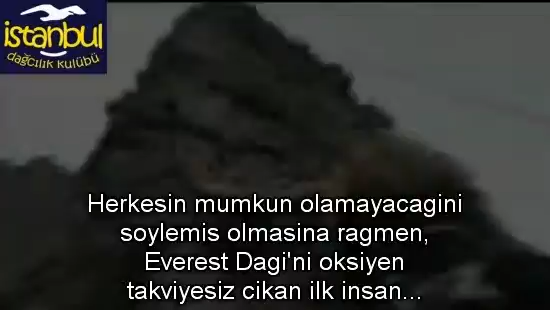 istanbul
dağcılık kulübü
Herkesin mumkun olamayacagini
soylemis olmasina ragmen,
Everest Dagi'ni oksiyen
takviyesiz cikan ilk insan...